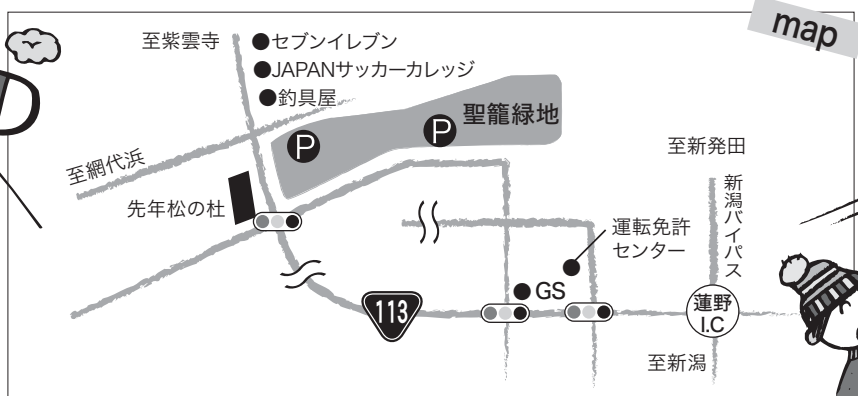 map
至紫雲寺
●セブンイレブン
●JAPANサッカーカレッジ
●釣具屋
P
P
聖籠緑地
至網代浜
先年松の杜
至新発田
新潟バイパス
運転免許
センター
●GS
113
蓮野
I.C
至新潟